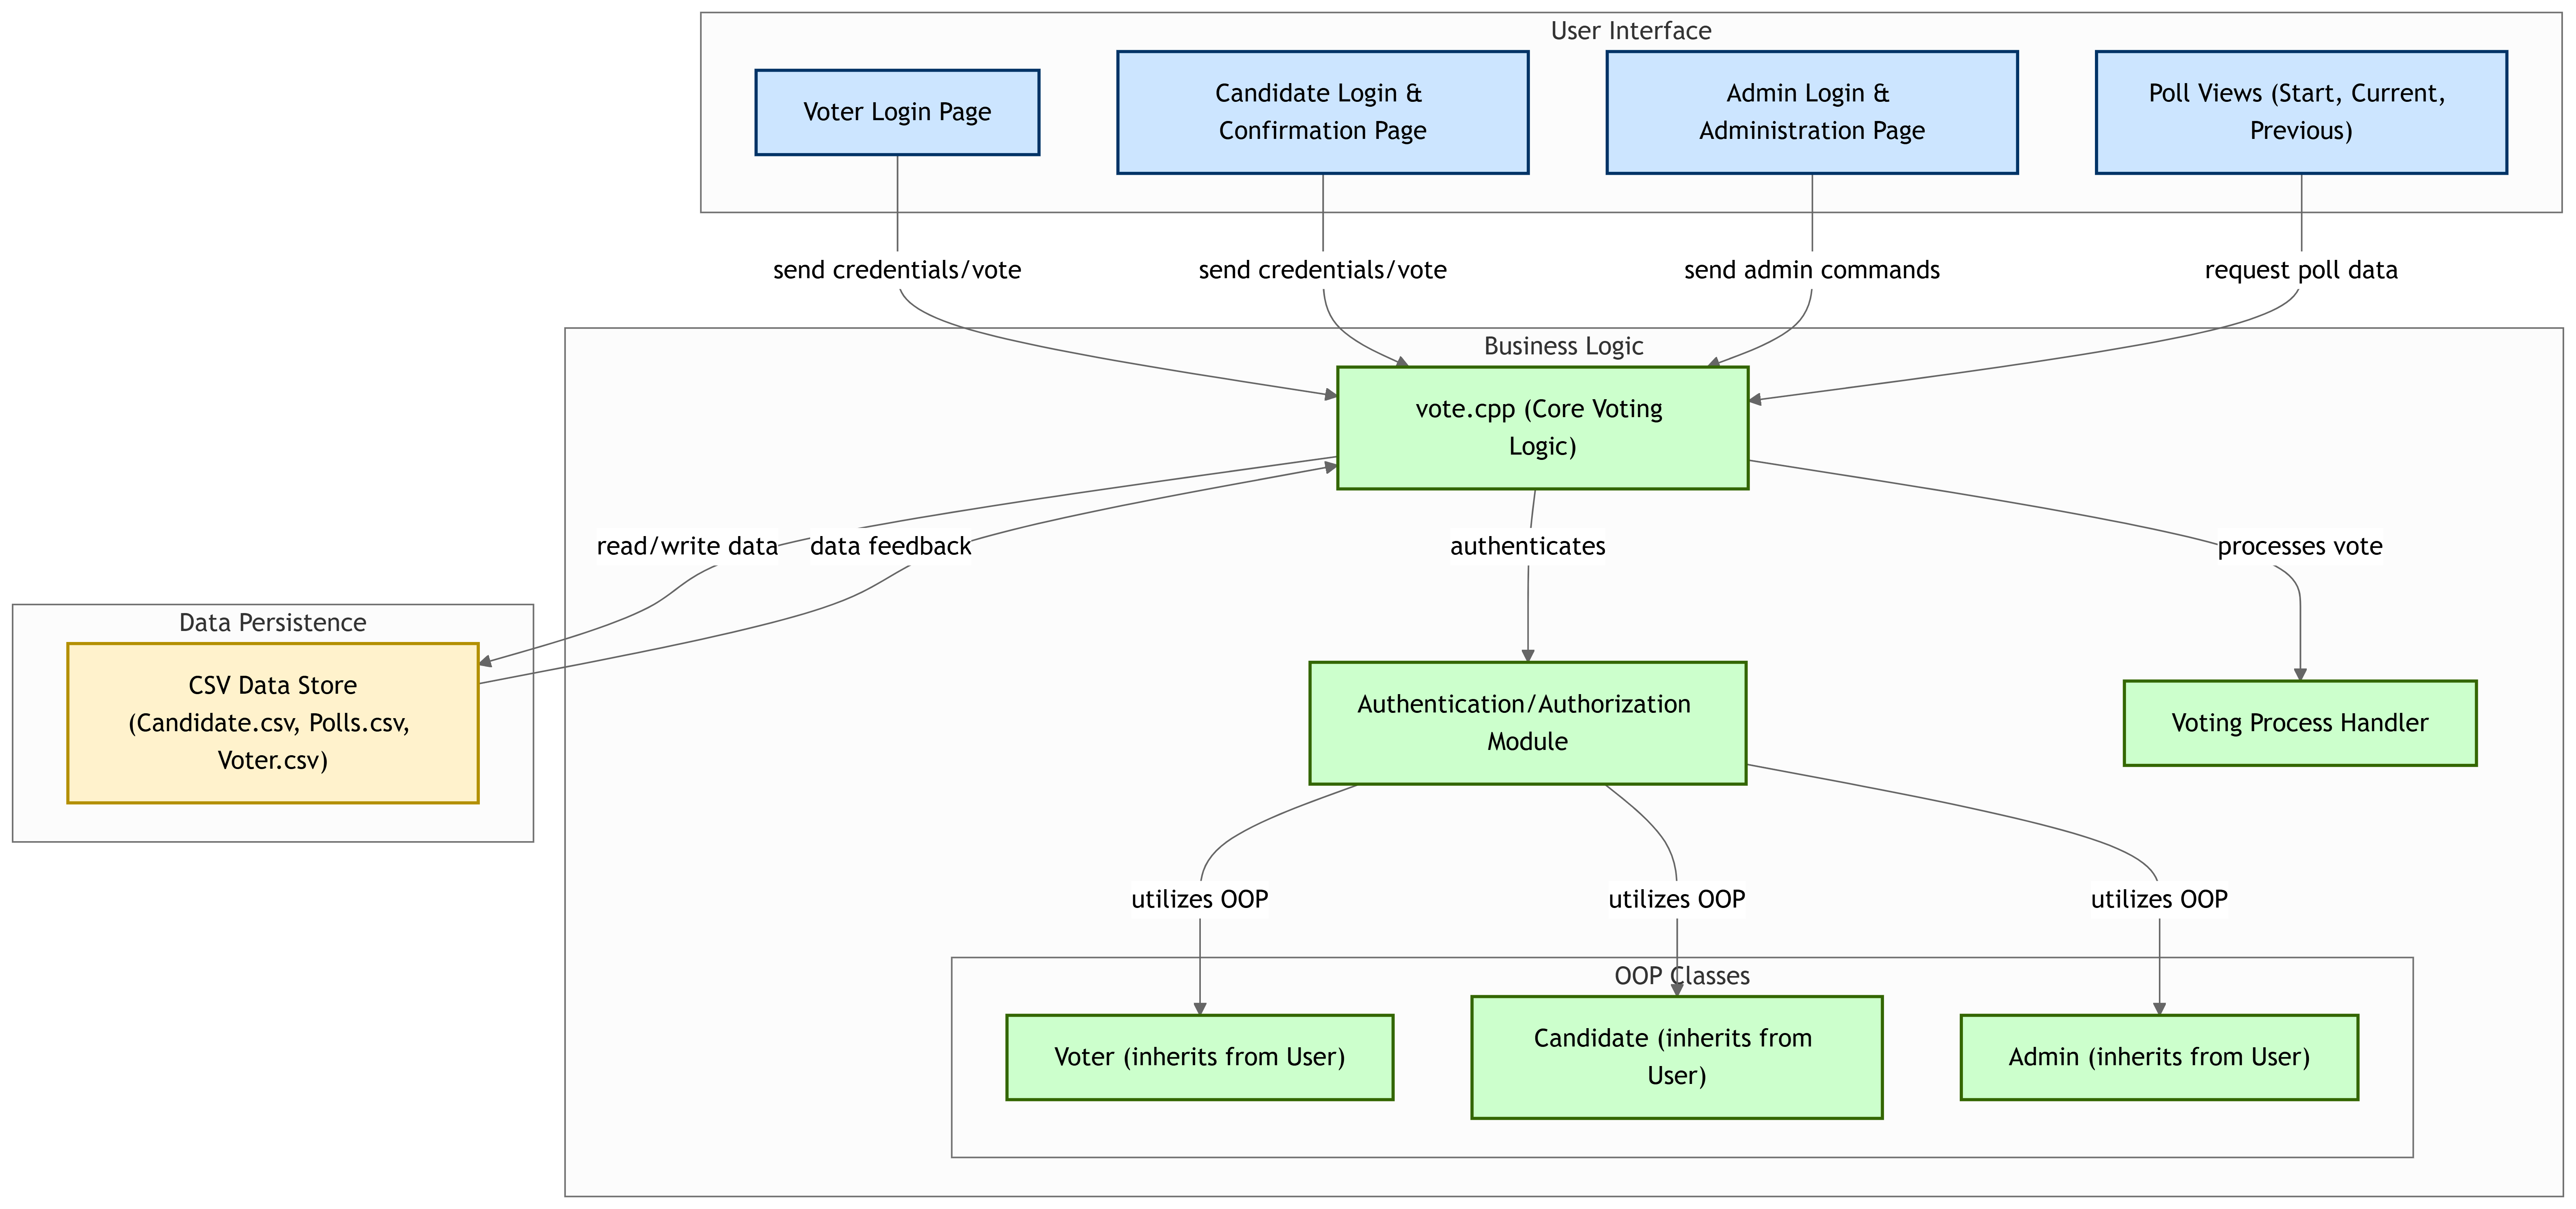 User Interface
Voter Login Page
Candidate Login &
Confirmation Page
Admin Login &
Administration Page
Poll Views (Start, Current,
Previous)
send credentials/vote
send credentials/vote
send admin commands
request poll data
Business Logic
vote.cpp (Core Voting
Logic)
read/write data
data feedback
authenticates
processes vote
Data Persistence
CSV Data Store
(Candidate.csv, Polls.csv,
Voter.csv)
Authentication/Authorization
Module
Voting Process Handler
utilizes OOP
utilizes OOP
utilizes OOP
OOP Classes
Voter (inherits from User)
Candidate (inherits from
User)
Admin (inherits from User)